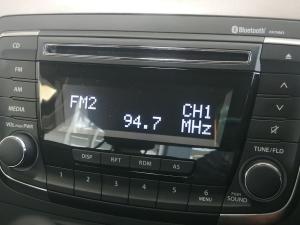 Bluetooth
CD
FM
AM
MEDIA
VOL PUSH PWR
FM2 CH1
94.7 MHz
DISP RPT RDM AS
TUNE/FLD
PUSH SOUND
1 2 3 4 5 6
MENU